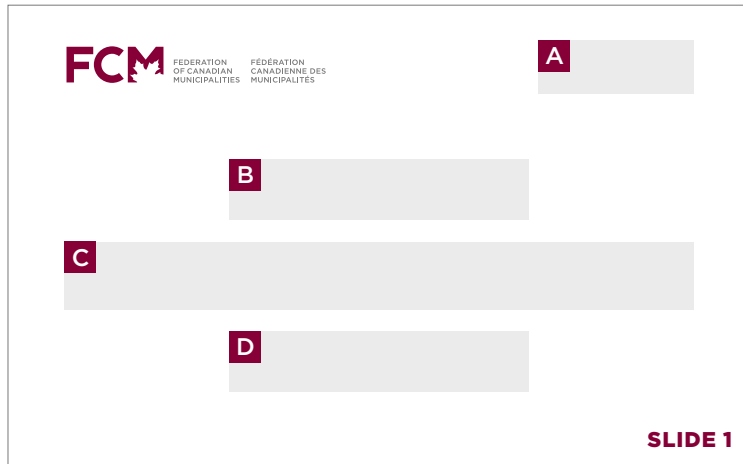 FCM
FEDERATION
OF CANADIAN
MUNICIPALITIES
FÉDÉRATION
CANADIENNE DES
MUNICIPALITÉS
A
B
C
D
SLIDE 1